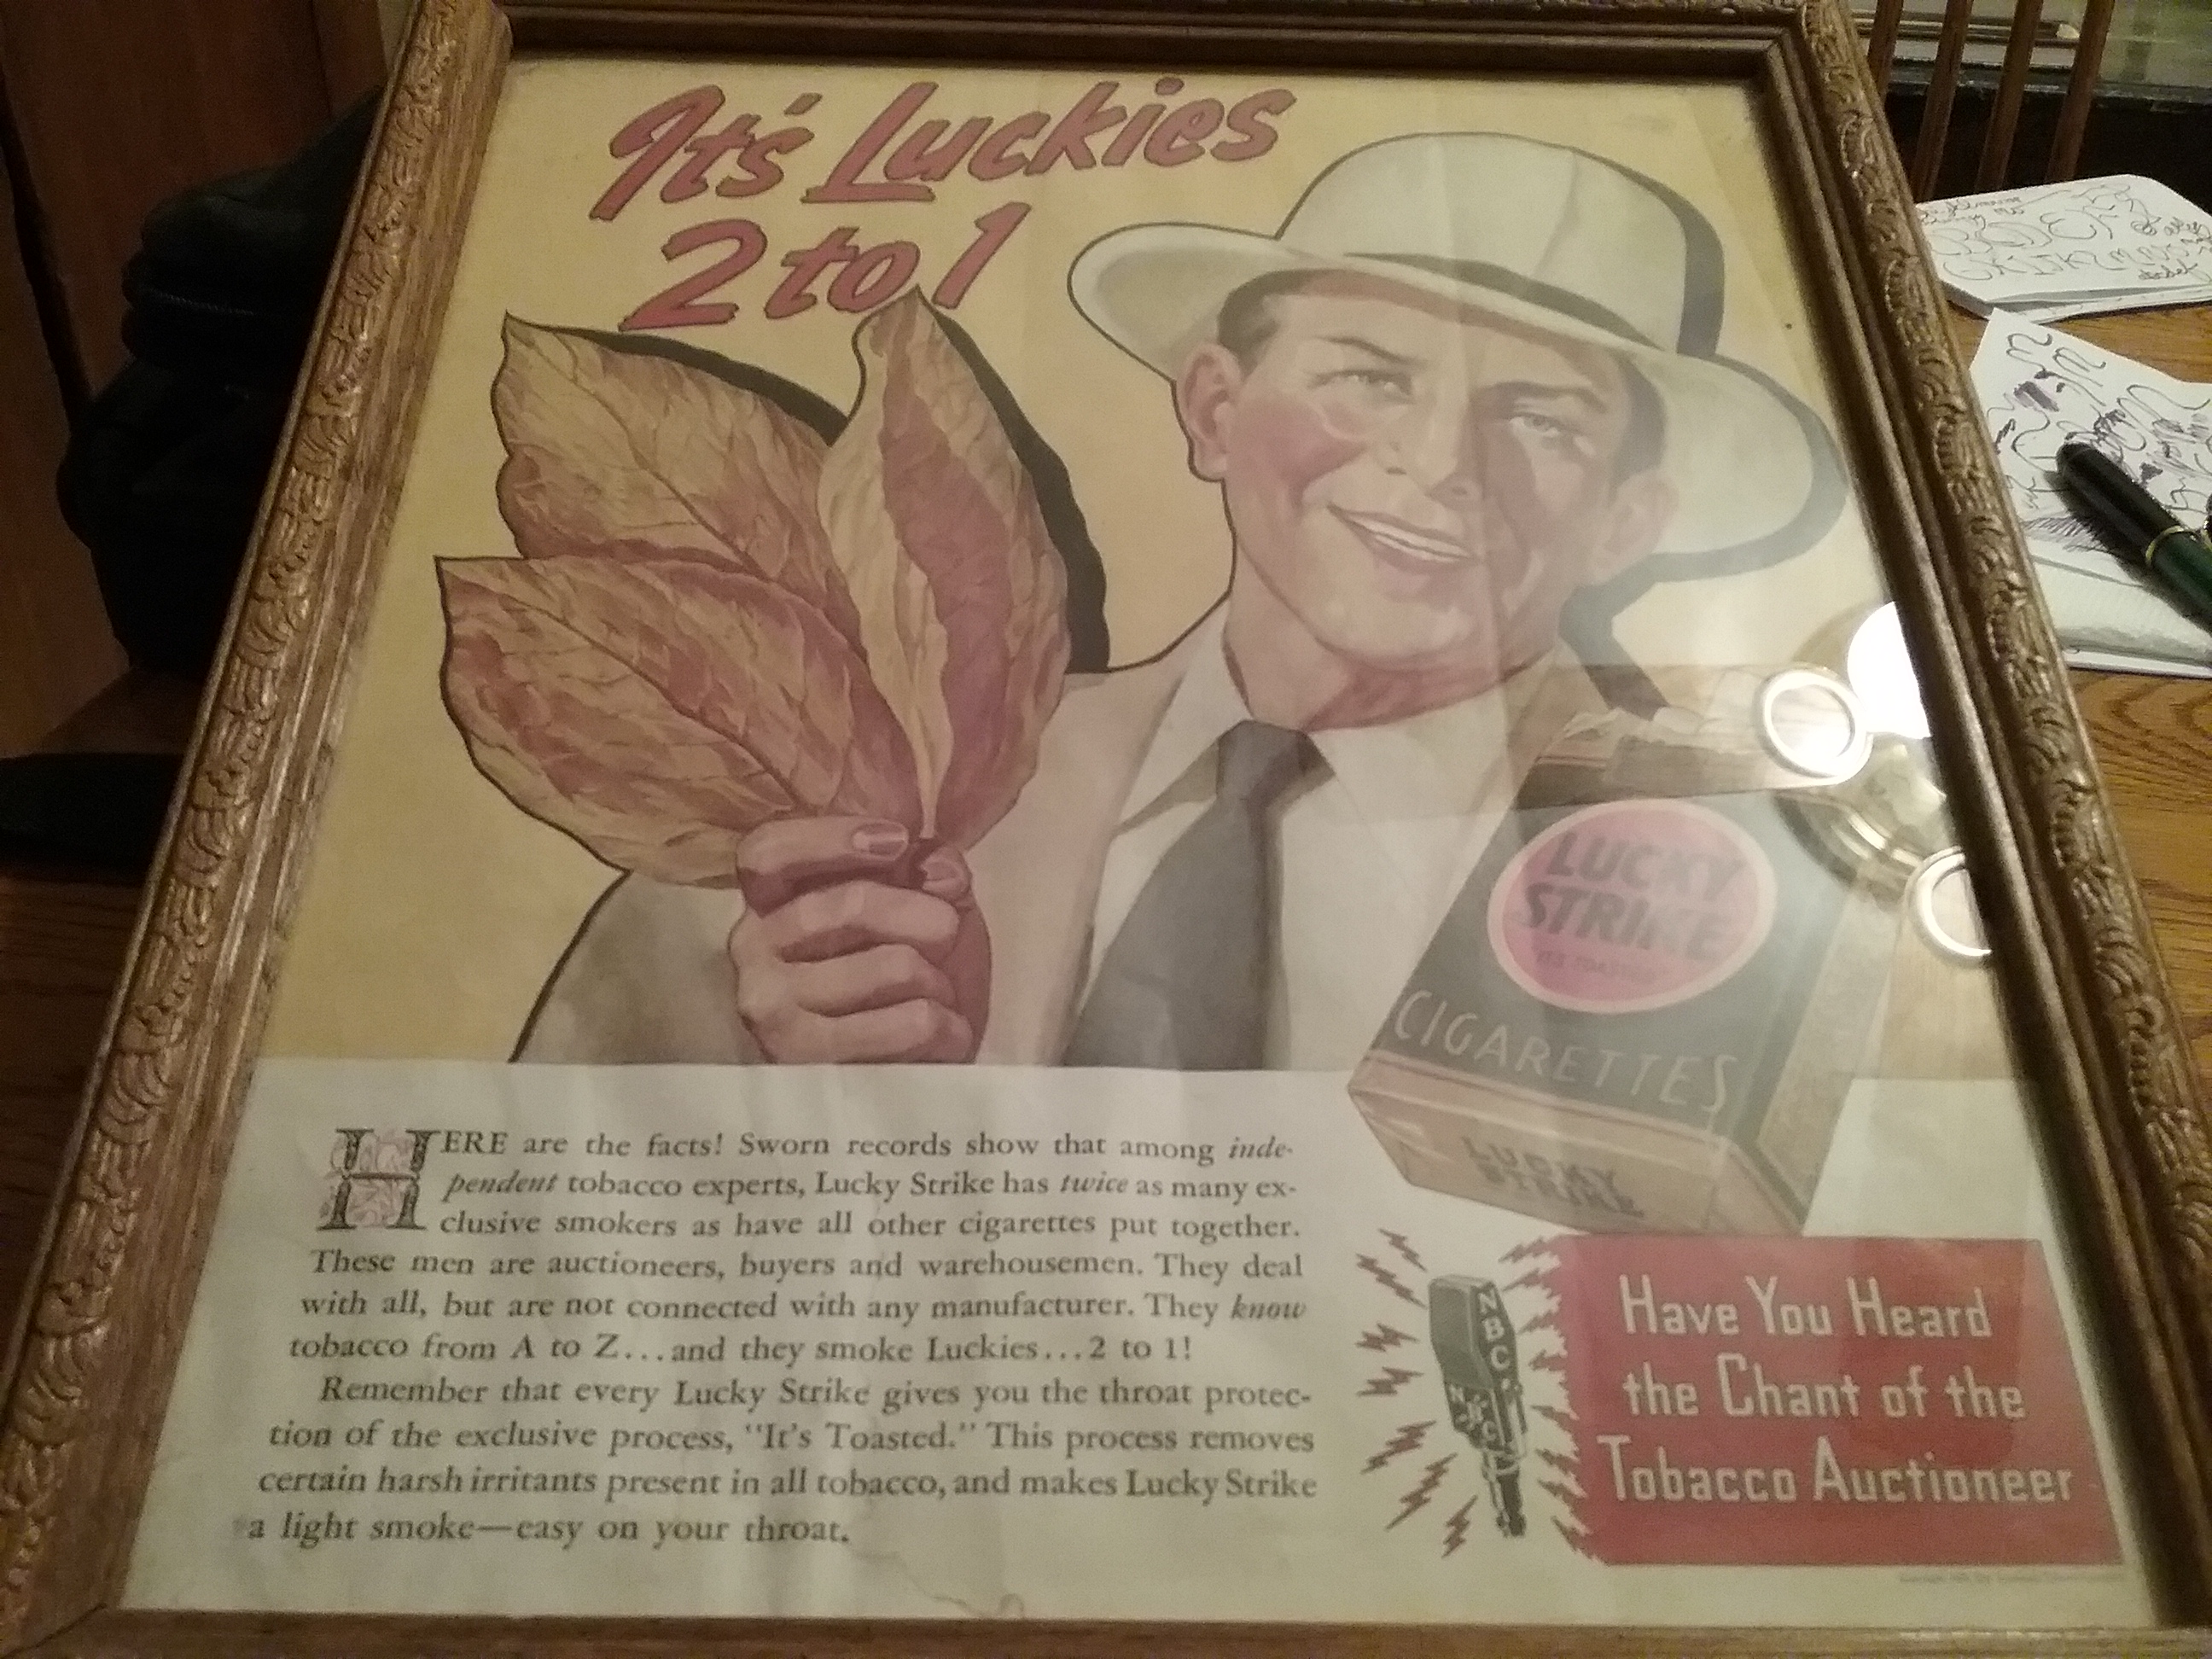 It's Luckies
2 to 1
LUCKY
STRIKE
"IT'S TOASTED"
CIGARETTES
LUCKY
STRIKE
HERE are the facts! Sworn records show that among inde-
pendent tobacco experts, Lucky Strike has twice as many ex-
clusive smokers as have all other cigarettes put together.
These men are auctioneers, buyers and warehousemen. They deal
with all, but are not connected with any manufacturer. They know
tobacco from A to Z...and they smoke Luckies...2 to 1!
Remember that every Lucky Strike gives you the throat protec-
tion of the exclusive process, "It's Toasted." This process removes
certain harsh irritants present in all tobacco, and makes Lucky Strike
a light smoke—easy on your throat.
NBC
NBC
Have You Heard
the Chant of the
Tobacco Auctioneer